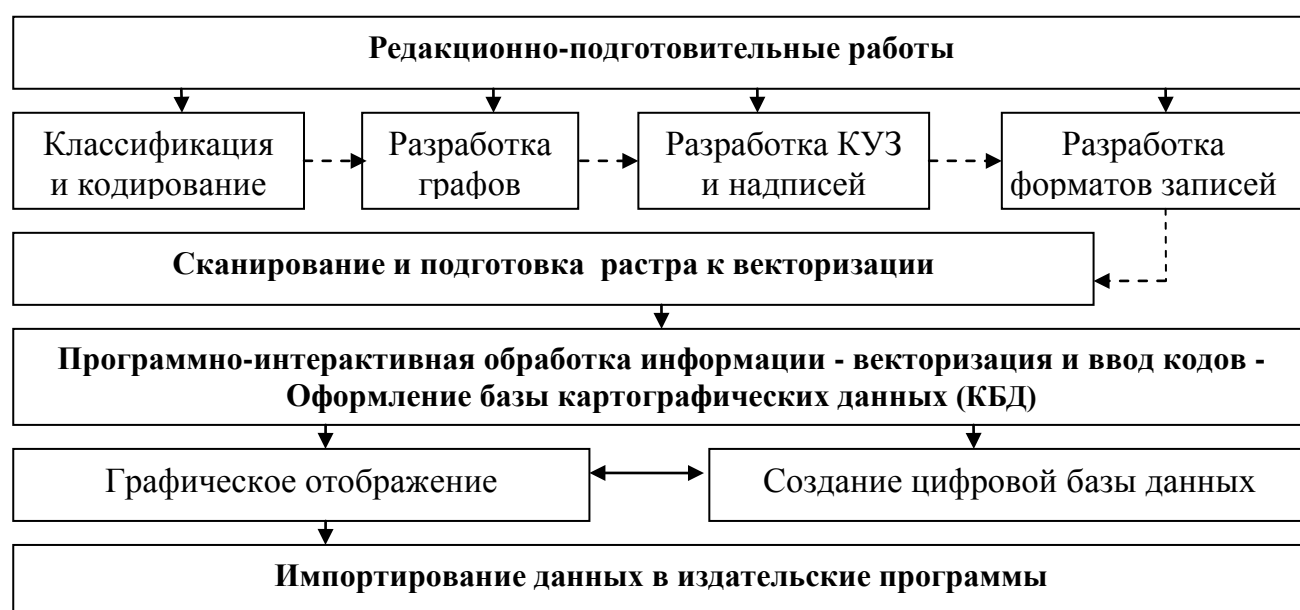 Редакционно-подготовительные работы
Классификация
и кодирование
Разработка
графов
Разработка КУЗ
и надписей
Разработка
форматов записей
Сканирование и подготовка растра к векторизации
Программно-интерактивная обработка информации - векторизация и ввод кодов -
Оформление базы картографических данных (КБД)
Графическое отображение
Создание цифровой базы данных
Импортирование данных в издательские программы